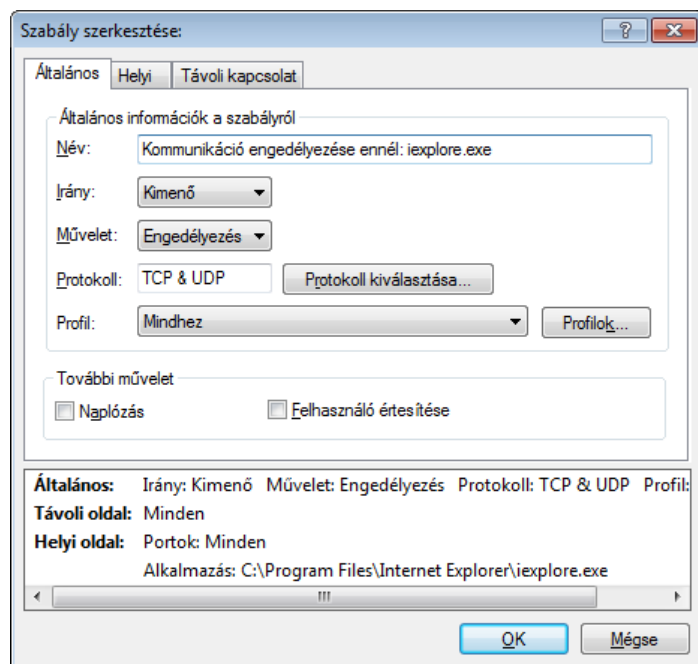 Szabály szerkesztése:
Általános Helyi Távoli kapcsolat
Általános információk a szabályról
Név: Kommunikáció engedélyezése ennél: iexplore.exe
Irány: Kimenő
Művelet: Engedélyezés
Protokoll: TCP & UDP Protokoll kiválasztása...
Profil: Mindhez Profilok...
További művelet
Naplózás Felhasználó értesítése
Általános: Irány: Kimenő Művelet: Engedélyezés Protokoll: TCP & UDP Profil:
Távoli oldal: Minden
Helyi oldal: Portok: Minden
Alkalmazás: C:\Program Files\Internet Explorer\iexplore.exe
OK Mégse